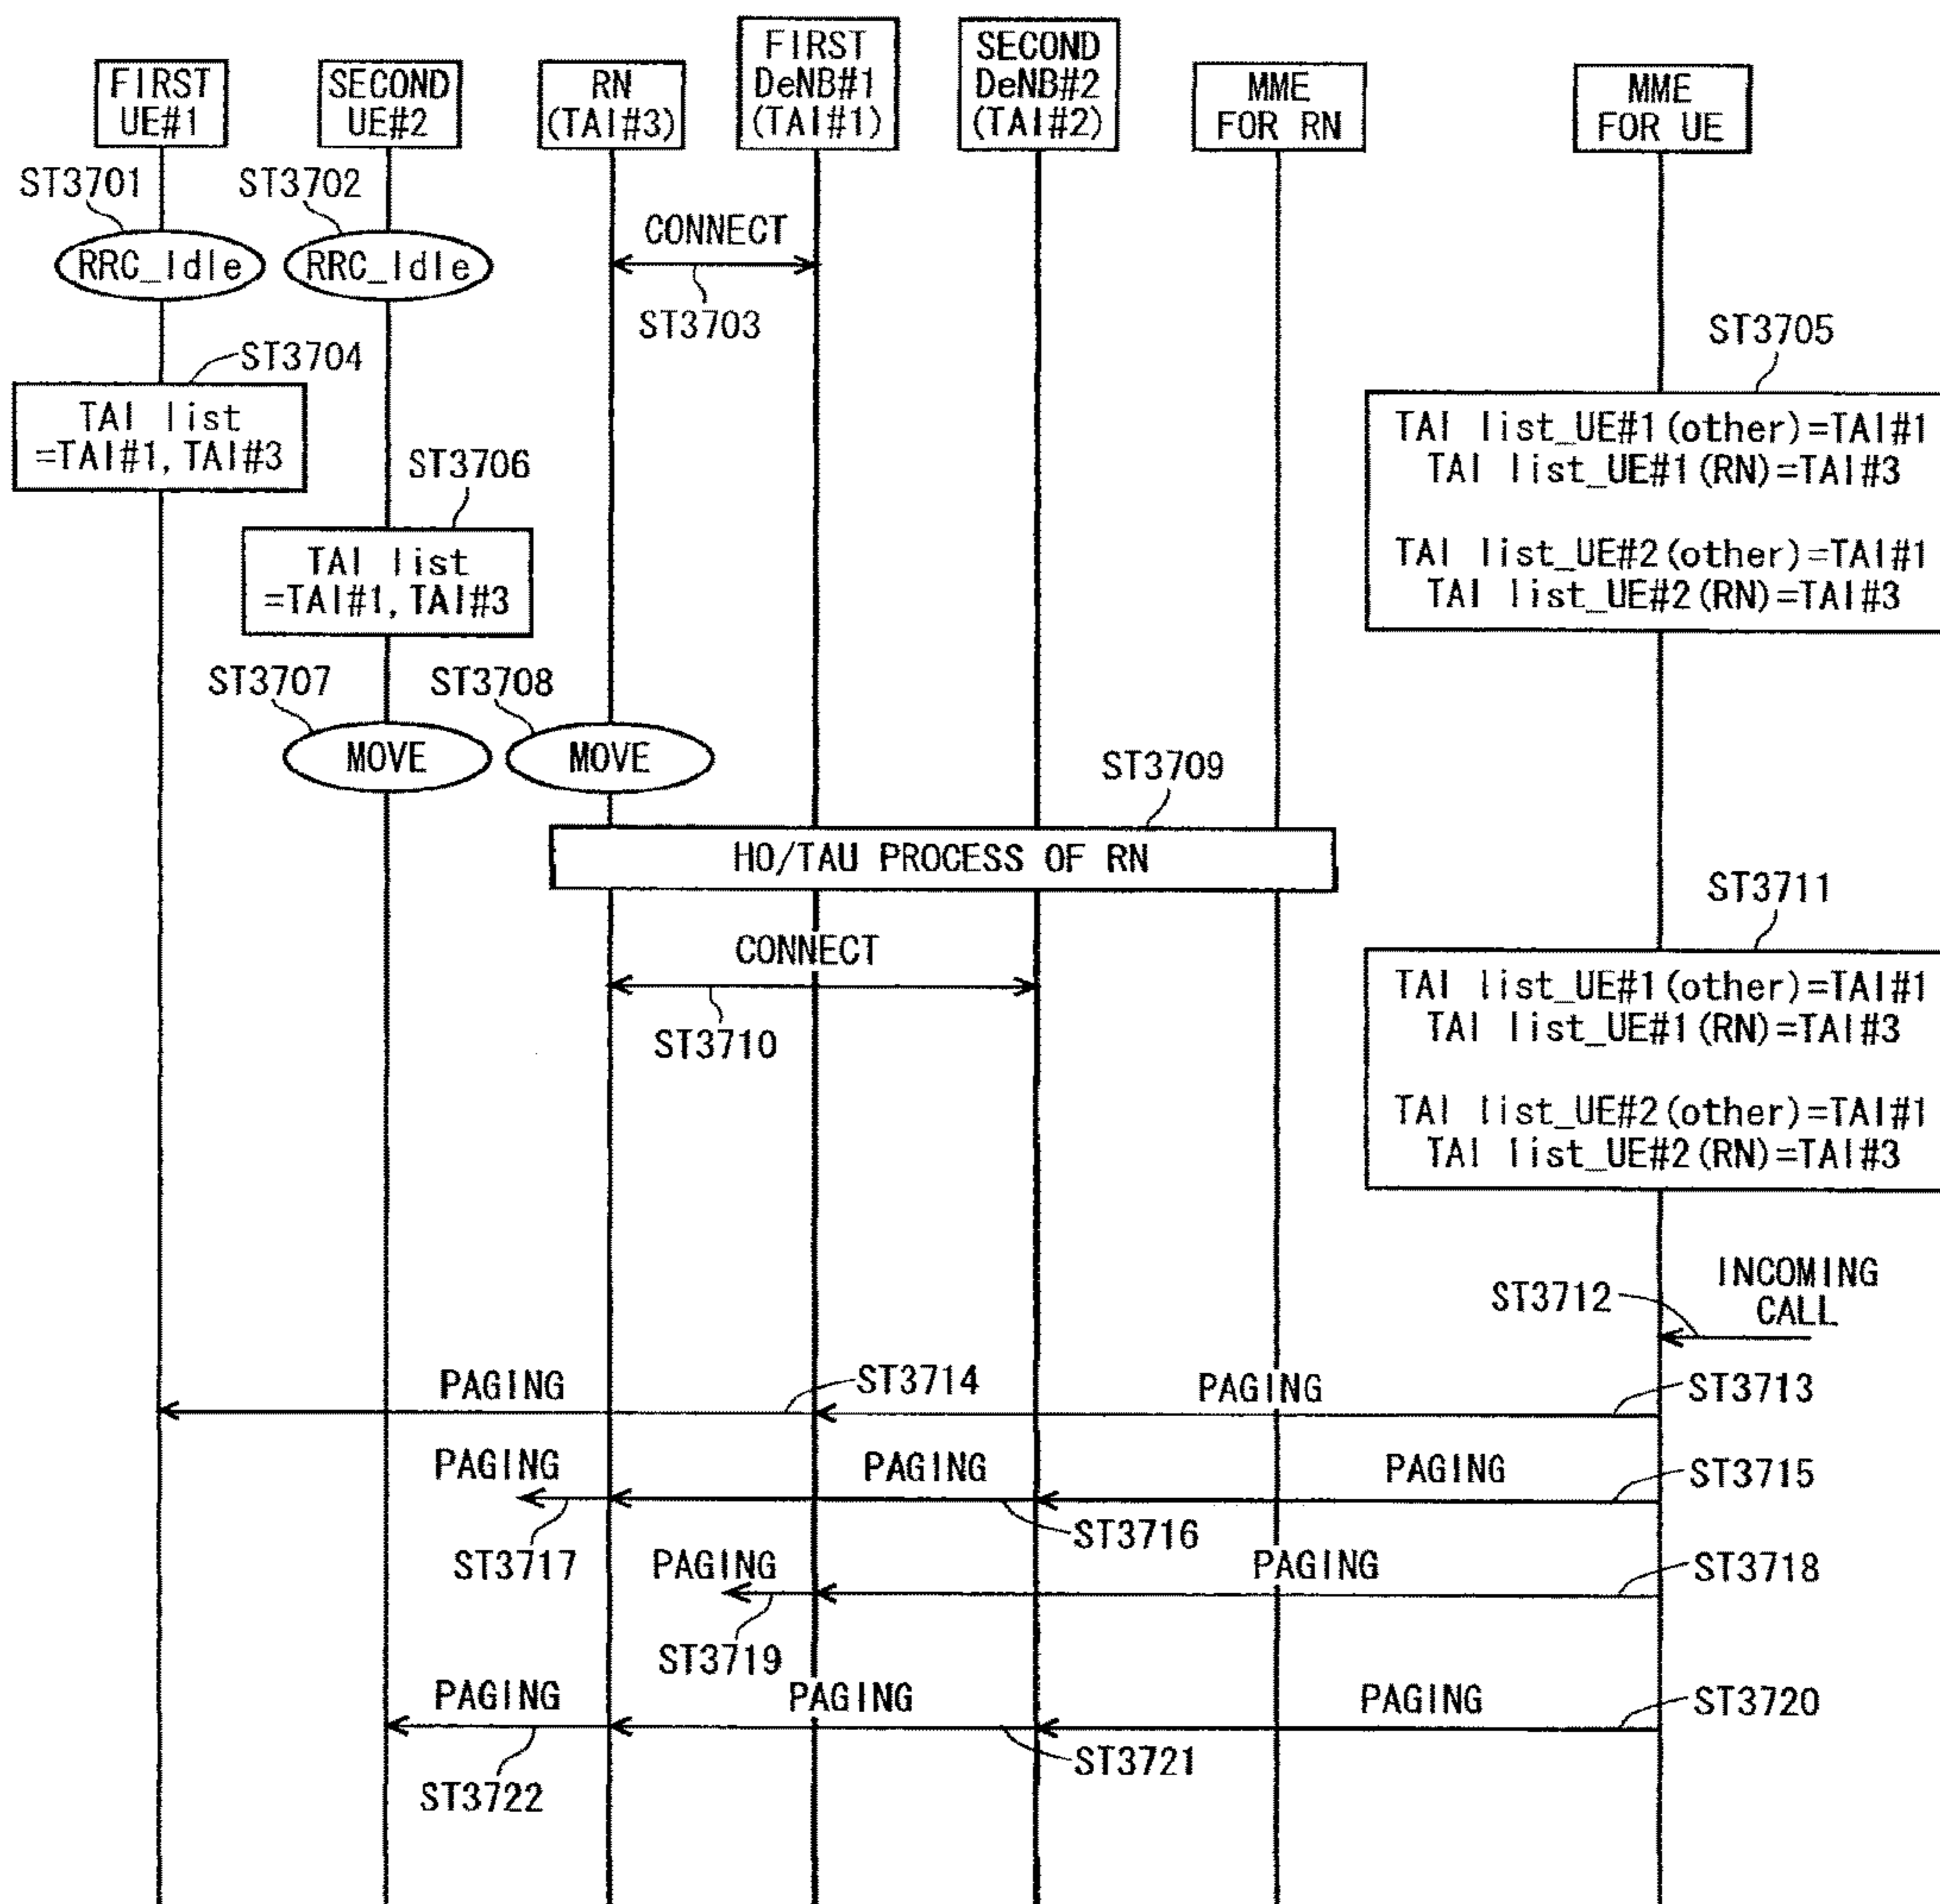 FIRST
UE#1
SECOND
UE#2
RN
(TAI#3)
FIRST
DeNB#1
(TAI#1)
SECOND
DeNB#2
(TAI#2)
MME
FOR RN
MME
FOR UE
ST3701
ST3702
RRC_Idle
RRC_Idle
CONNECT
ST3703
ST3704
TAI list
=TAI#1, TAI#3
ST3705
TAI list_UE#1(other)=TAI#1
TAI list_UE#1(RN)=TAI#3
TAI list_UE#2(other)=TAI#1
TAI list_UE#2(RN)=TAI#3
ST3706
TAI list
=TAI#1, TAI#3
ST3707
ST3708
MOVE
MOVE
ST3709
HO/TAU PROCESS OF RN
CONNECT
ST3710
ST3711
TAI list_UE#1(other)=TAI#1
TAI list_UE#1(RN)=TAI#3
TAI list_UE#2(other)=TAI#1
TAI list_UE#2(RN)=TAI#3
ST3712
INCOMING
CALL
PAGING
ST3714
PAGING
ST3713
PAGING
PAGING
PAGING
ST3715
ST3717
ST3716
PAGING
PAGING
ST3718
ST3719
PAGING
PAGING
PAGING
ST3720
ST3722
ST3721